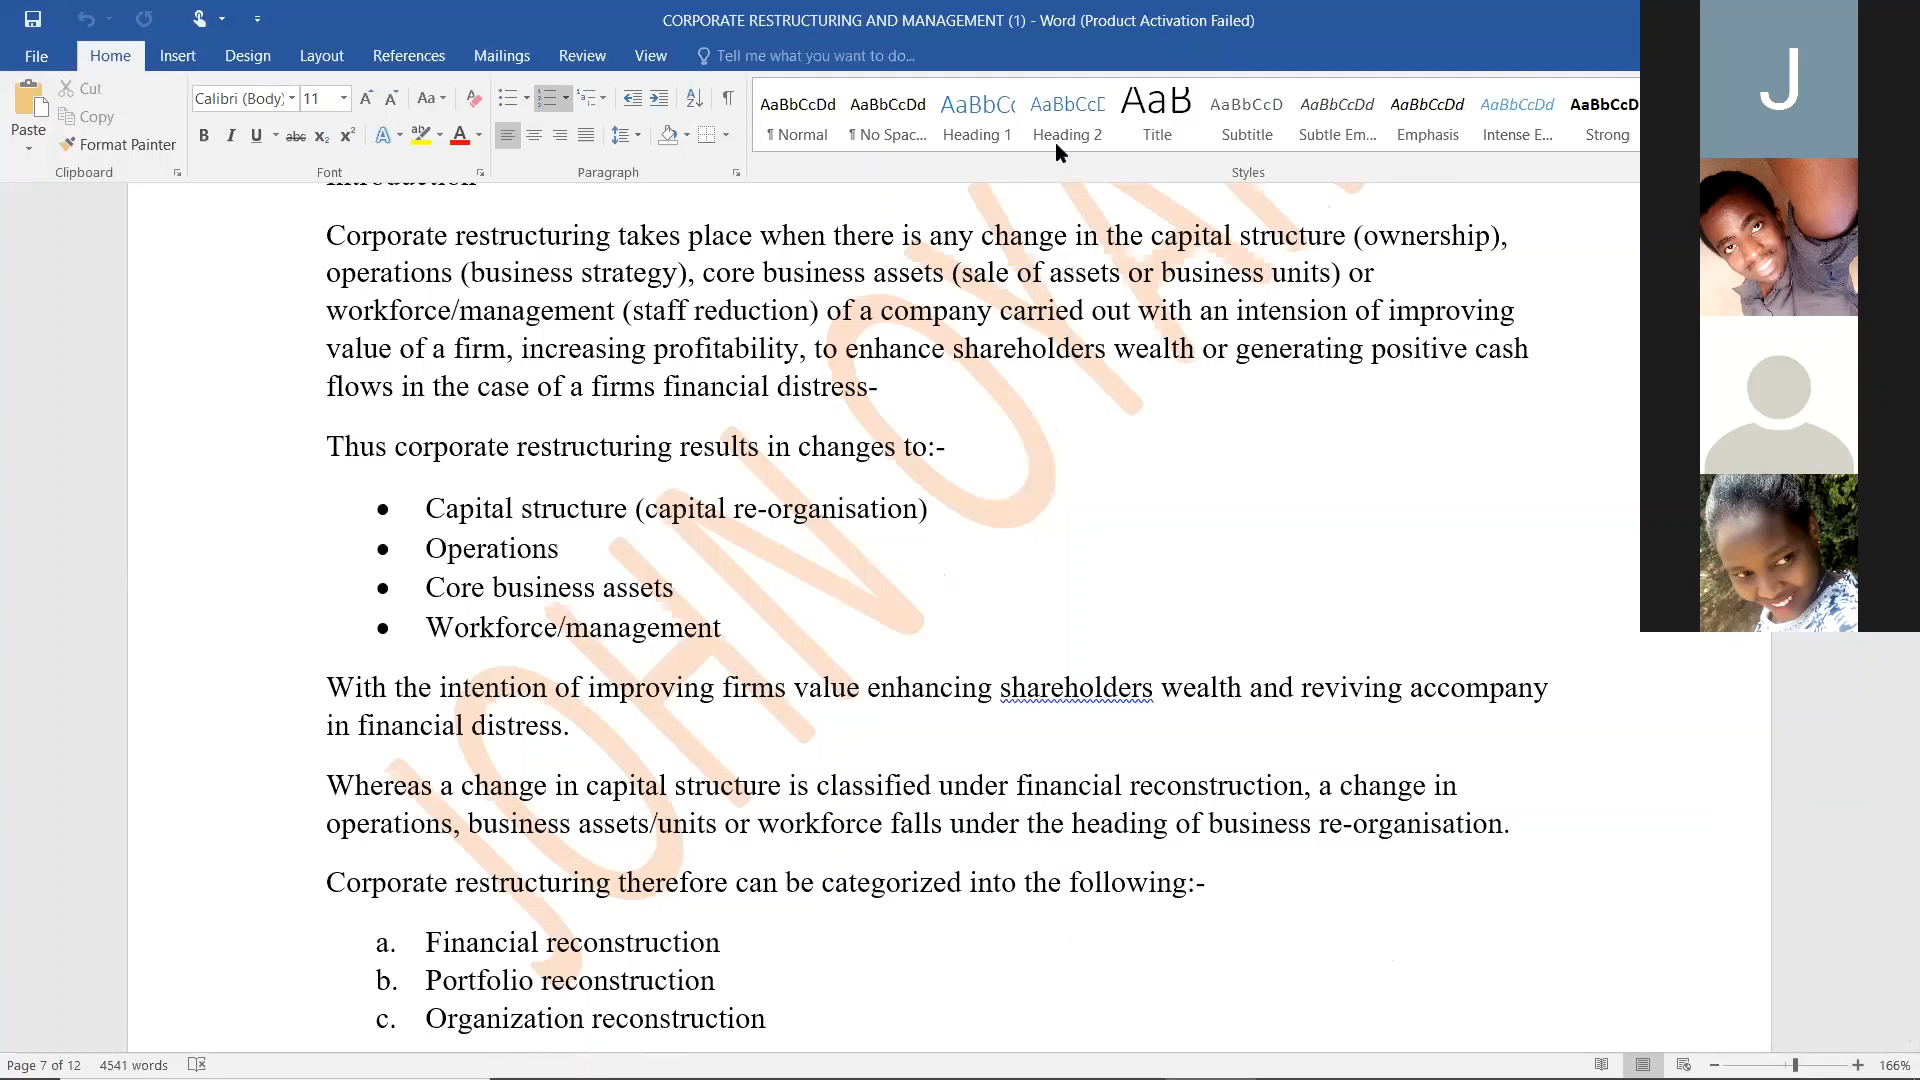 CORPORATE RESTRUCTURING AND MANAGEMENT (1) - Word (Product Activation Failed)
File Home Insert Design Layout References Mailings Review View Tell me what you want to do...
Cut
Copy
Format Painter
Paste
Calibri (Body) 11
AaBbCcDd AaBbCcDd AaBbCc AaBbCcD AaB AaBbCcD AaBbCcDd AaBbCcDd AaBbCcDd AaBbCcD
¶ Normal ¶ No Spac... Heading 1 Heading 2 Title Subtitle Subtle Em... Emphasis Intense E... Strong
Clipboard Font Paragraph Styles
J
Introduction
Corporate restructuring takes place when there is any change in the capital structure (ownership),
operations (business strategy), core business assets (sale of assets or business units) or
workforce/management (staff reduction) of a company carried out with an intension of improving
value of a firm, increasing profitability, to enhance shareholders wealth or generating positive cash
flows in the case of a firms financial distress-
Thus corporate restructuring results in changes to:-
• Capital structure (capital re-organisation)
• Operations
• Core business assets
• Workforce/management
With the intention of improving firms value enhancing shareholders wealth and reviving accompany
in financial distress.
Whereas a change in capital structure is classified under financial reconstruction, a change in
operations, business assets/units or workforce falls under the heading of business re-organisation.
Corporate restructuring therefore can be categorized into the following:-
a. Financial reconstruction
b. Portfolio reconstruction
c. Organization reconstruction
JOHN OYA
Page 7 of 12 4541 words 166%